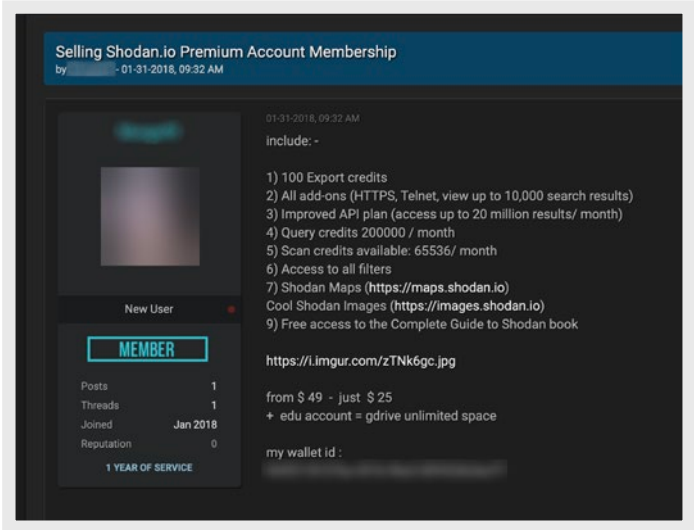 Selling Shodan.io Premium Account Membership
by - 01-31-2018, 09:32 AM
01-31-2018, 09:32 AM
include: -
1) 100 Export credits
2) All add-ons (HTTPS, Telnet, view up to 10,000 search results)
3) Improved API plan (access up to 20 million results/ month)
4) Query credits 200000 / month
5) Scan credits available: 65536/ month
6) Access to all filters
7) Shodan Maps (https://maps.shodan.io)
Cool Shodan Images (https://images.shodan.io)
9) Free access to the Complete Guide to Shodan book
https://i.imgur.com/zTNk6gc.jpg
from $ 49 - just $ 25
+ edu account = gdrive unlimited space
my wallet id :
New User
MEMBER
Posts 1
Threads 1
Joined Jan 2018
Reputation 0
1 YEAR OF SERVICE